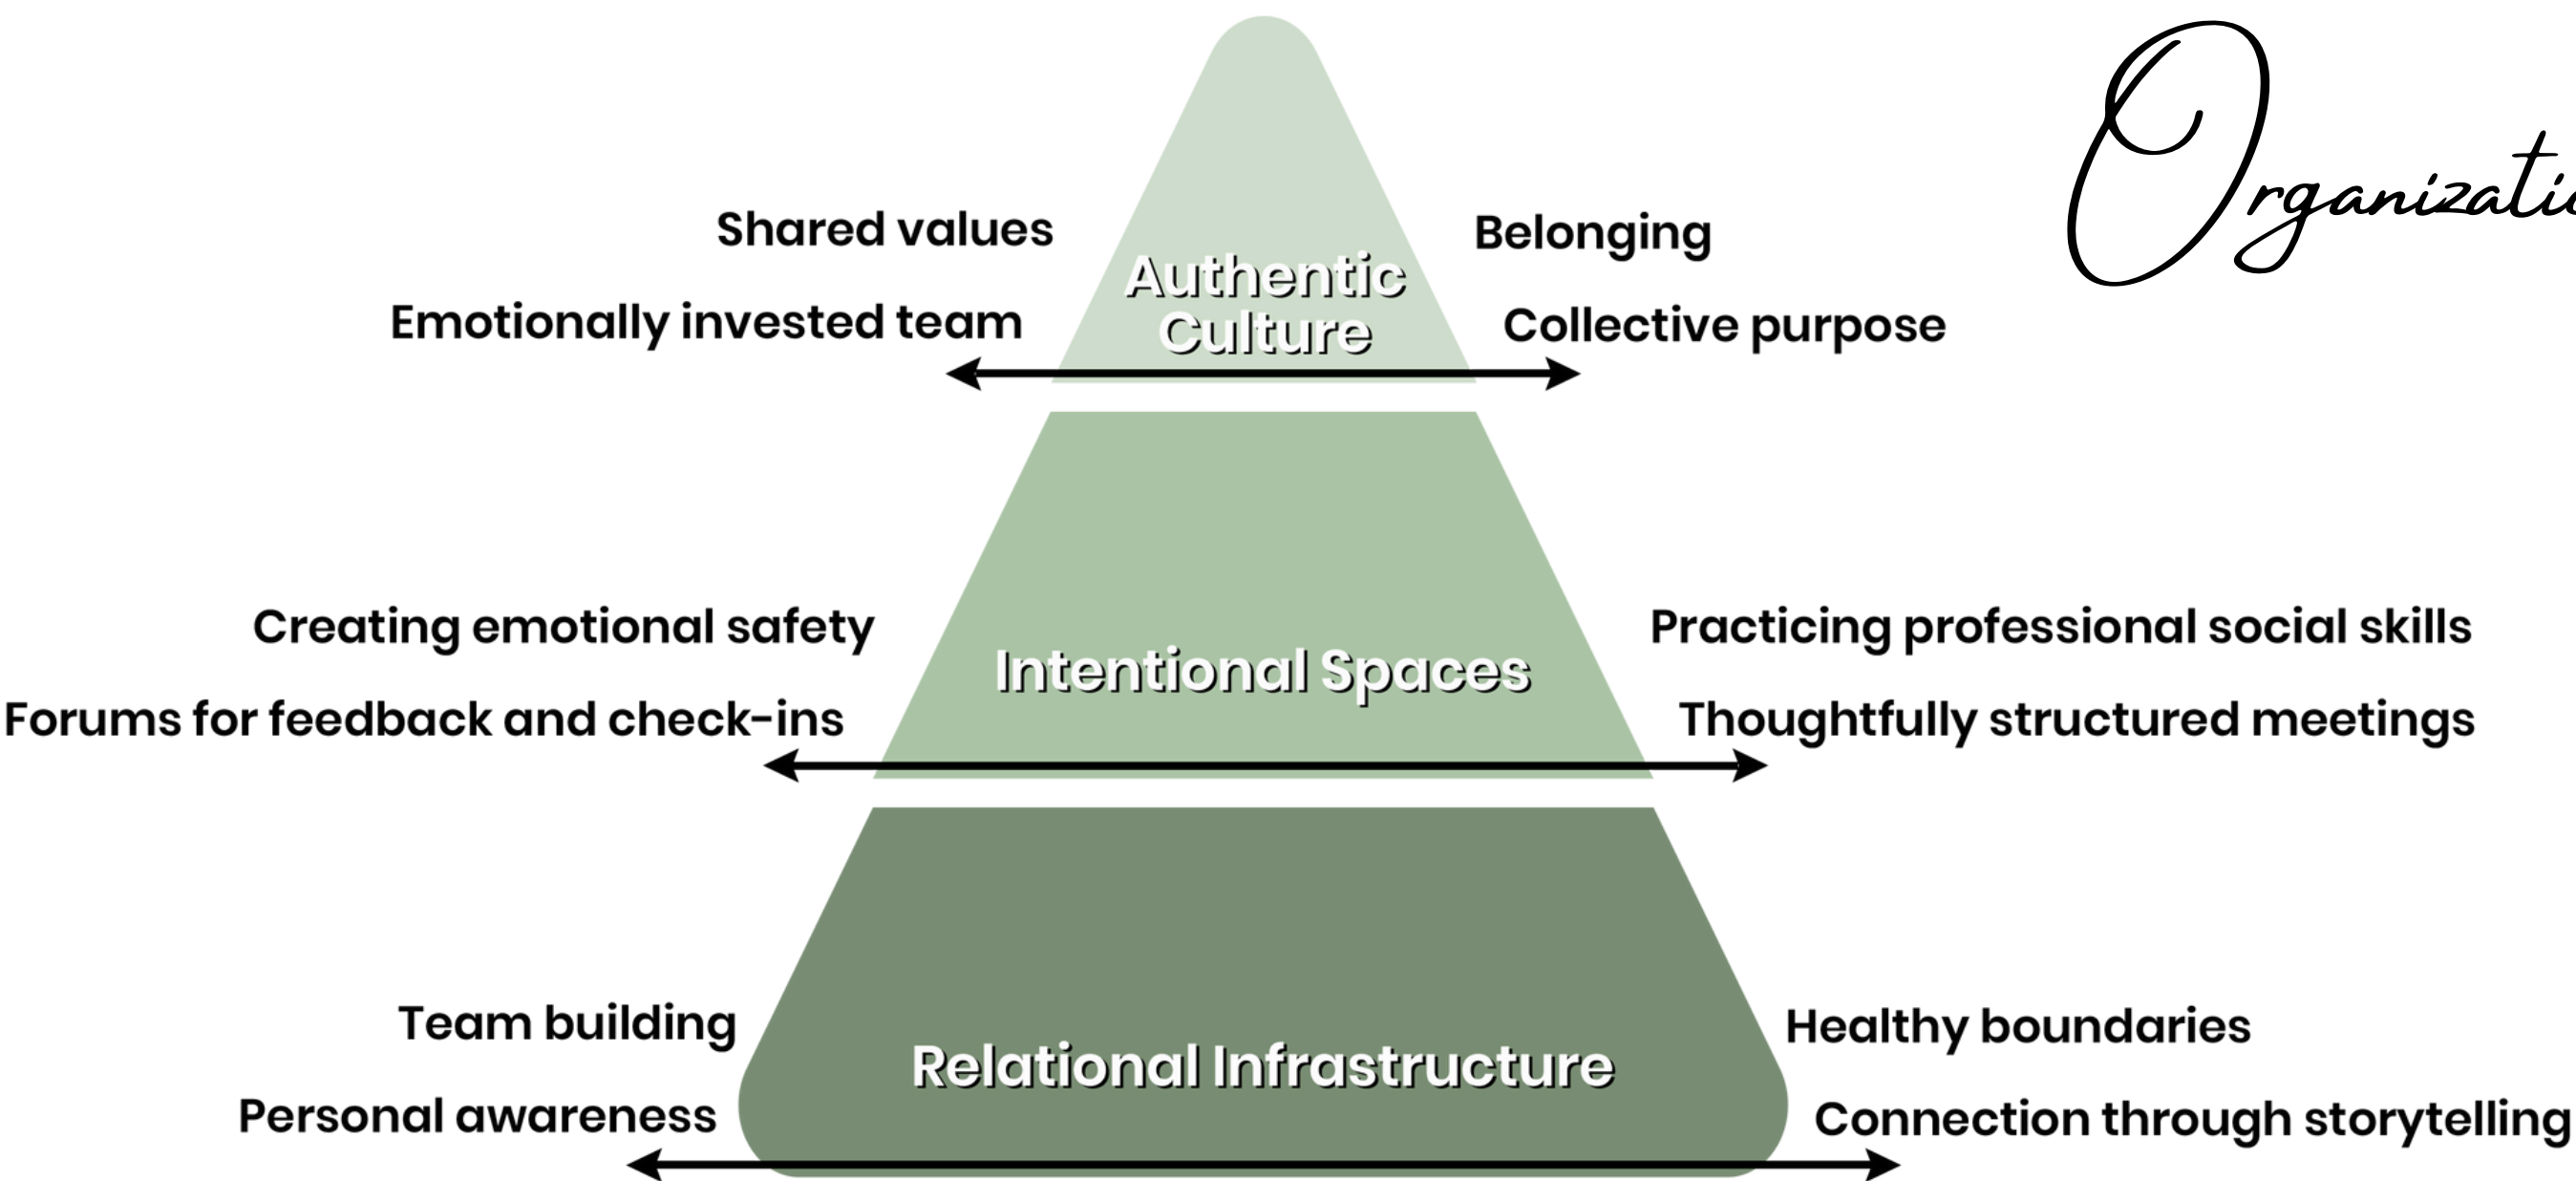 Shared values
Emotionally invested team
Authentic
Culture
Belonging
Collective purpose
Creating emotional safety
Forums for feedback and check-ins
Intentional Spaces
Practicing professional social skills
Thoughtfully structured meetings
Team building
Personal awareness
Relational Infrastructure
Healthy boundaries
Connection through storytelling